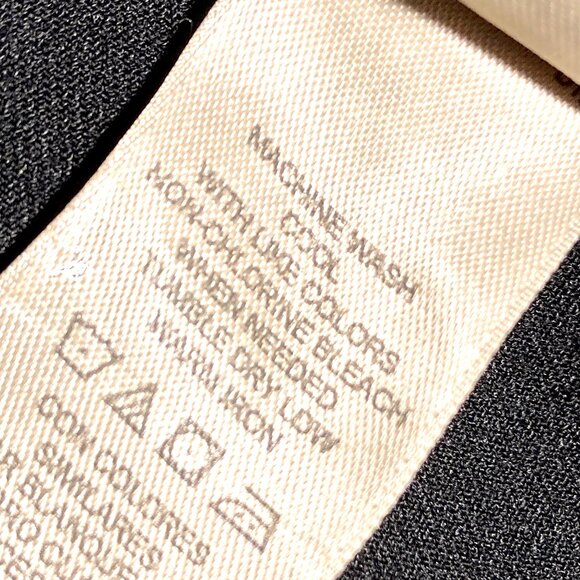 MACHINE WASH
COOL
WITH LIKE COLORS
NON-CHLORINE BLEACH
WHEN NEEDED
TUMBLE DRY LOW
WARM IRON
CON COLORES
SIMILARES
BLANQUE